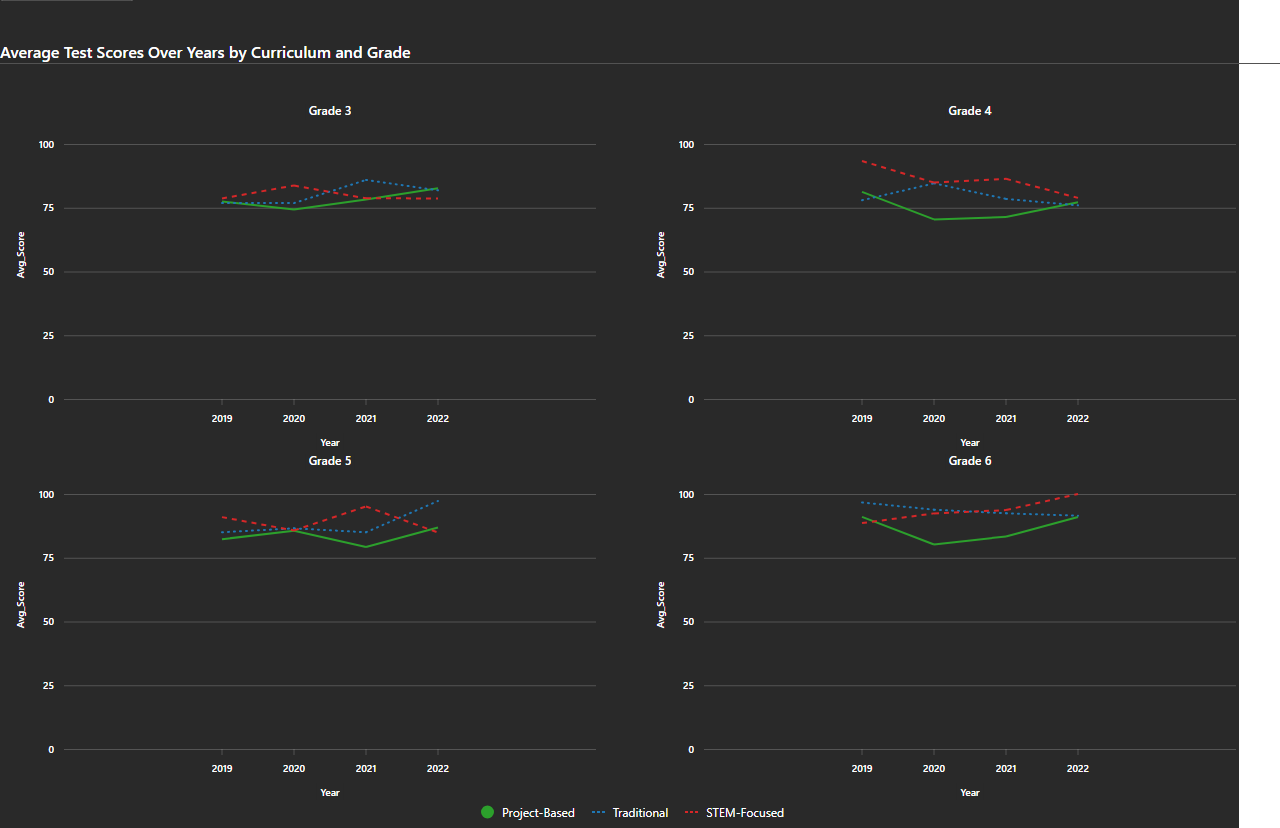 Average Test Scores Over Years by Curriculum and Grade
Grade 3
100
75
50
25
0
Avg_Score
2019 2020 2021 2022
Year
Grade 4
100
75
50
25
0
Avg_Score
2019 2020 2021 2022
Year
Grade 5
100
75
50
25
0
Avg_Score
2019 2020 2021 2022
Year
Grade 6
100
75
50
25
0
Avg_Score
2019 2020 2021 2022
Year
Project-Based Traditional STEM-Focused